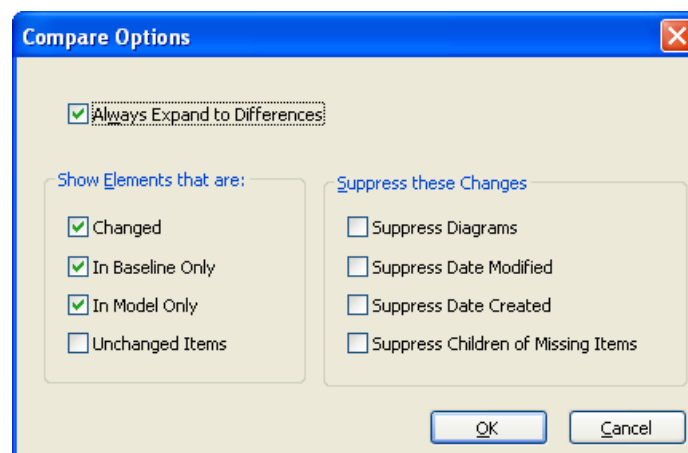 Compare Options
Always Expand to Differences
Show Elements that are:
Changed
In Baseline Only
In Model Only
Unchanged Items
Suppress these Changes
Suppress Diagrams
Suppress Date Modified
Suppress Date Created
Suppress Children of Missing Items
OK
Cancel